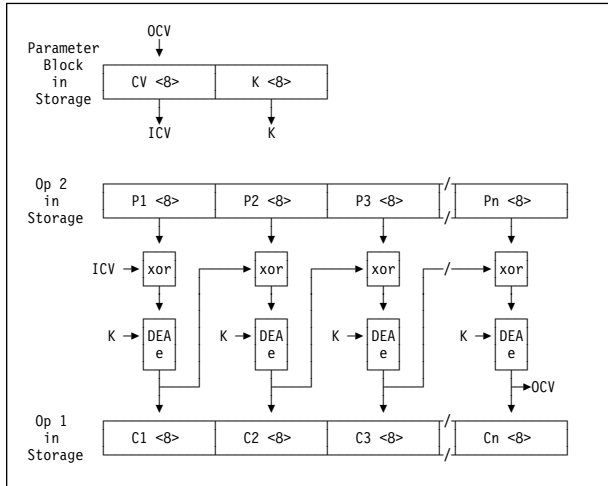 OCV
Parameter
Block
in
Storage
CV <8> K <8>
ICV K
Op 2
in
Storage
P1 <8> P2 <8> P3 <8> / Pn <8> /
ICV xor xor xor / xor
K DEA e K DEA e K DEA e K DEA e
OCV
Op 1
in
Storage
C1 <8> C2 <8> C3 <8> / Cn <8> /